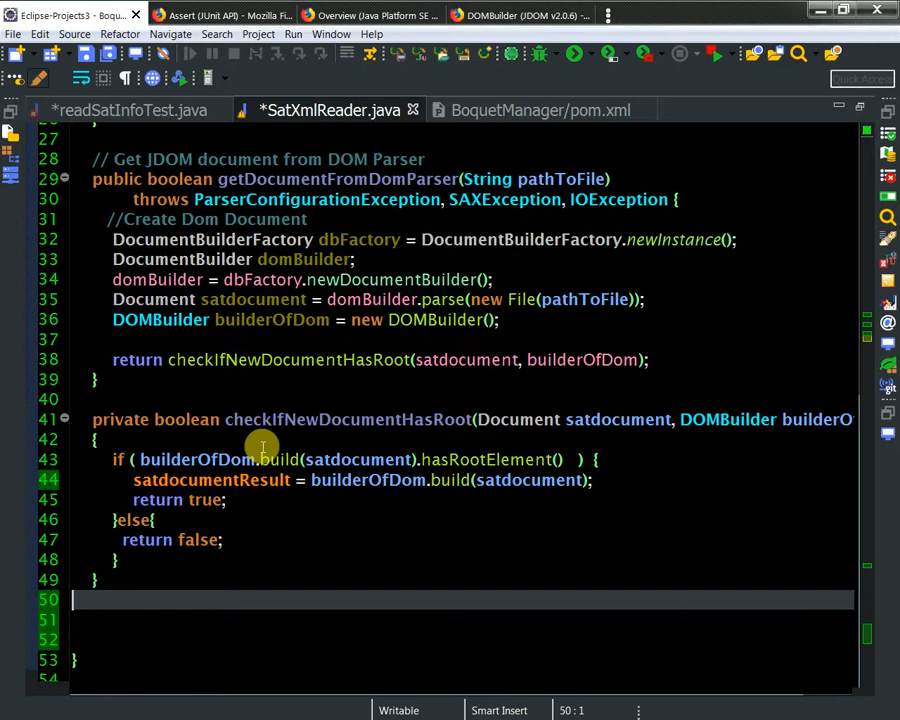 Eclipse-Projects3 - Boque...
Assert (JUnit API) - Mozilla Fi...
Overview (Java Platform SE ...
DOMBuilder (JDOM v2.0.6) - ...
File Edit Source Refactor Navigate Search Project Run Window Help
Quick Access
*readSatInfoTest.java
*SatXmlReader.java
BoquetManager/pom.xml
27
28 // Get JDOM document from DOM Parser
29 public boolean getDocumentFromDomParser(String pathToFile)
30 throws ParserConfigurationException, SAXException, IOException {
31 //Create Dom Document
32 DocumentBuilderFactory dbFactory = DocumentBuilderFactory.newInstance();
33 DocumentBuilder domBuilder;
34 domBuilder = dbFactory.newDocumentBuilder();
35 Document satdocument = domBuilder.parse(new File(pathToFile));
36 DOMBuilder builderOfDom = new DOMBuilder();
37
38 return checkIfNewDocumentHasRoot(satdocument, builderOfDom);
39 }
40
41 private boolean checkIfNewDocumentHasRoot(Document satdocument, DOMBuilder builderO
42 {
43 if ( builderOfDom.build(satdocument).hasRootElement() ) {
44 satdocumentResult = builderOfDom.build(satdocument);
45 return true;
46 }else{
47 return false;
48 }
49 }
50
51
52
53 }
54
Writable
Smart Insert
50 : 1